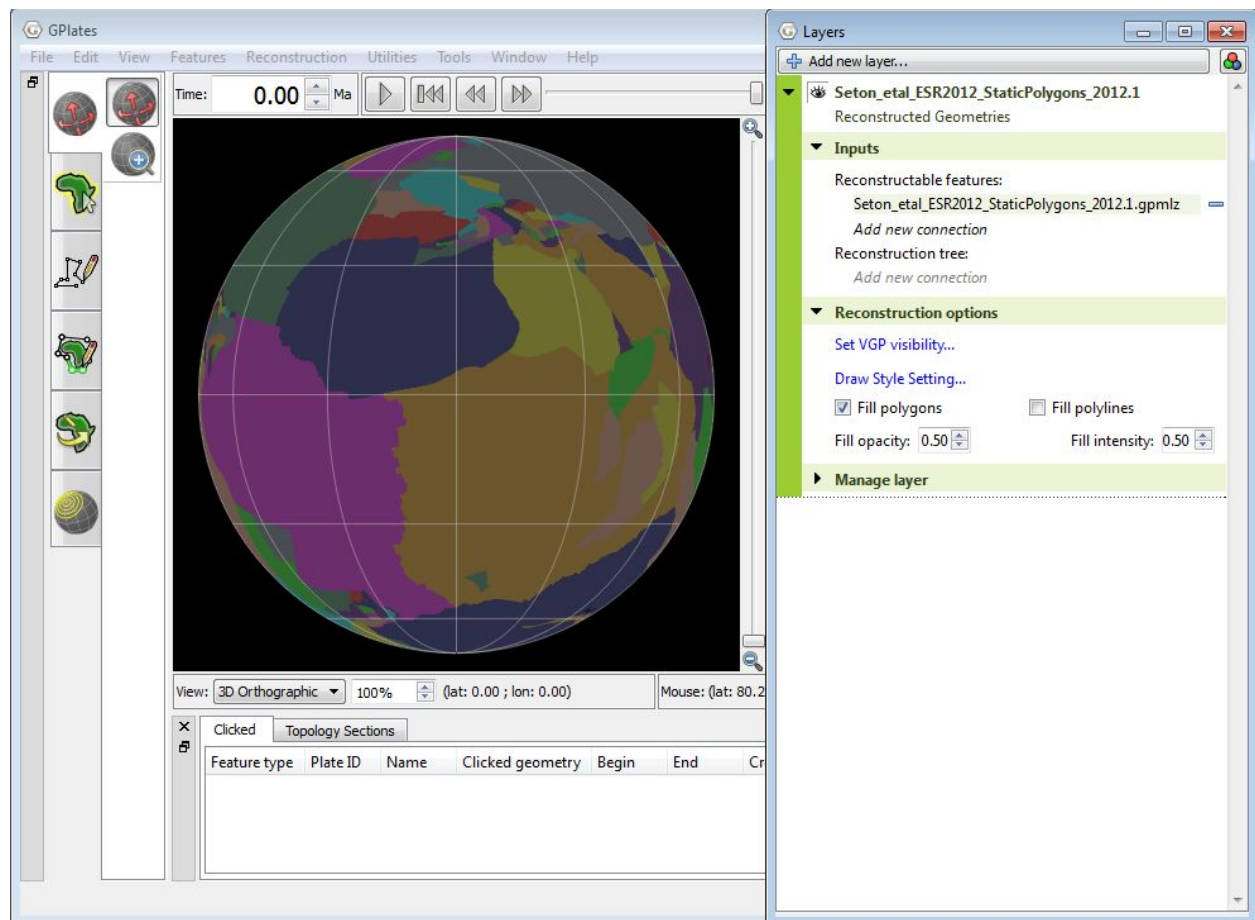 GPlates
File Edit View Features Reconstruction Utilities Tools Window Help
Time: 0.00 Ma
View: 3D Orthographic 100% (lat: 0.00 ; lon: 0.00) Mouse: (lat: 80.2
Clicked Topology Sections
Feature type Plate ID Name Clicked geometry Begin End Cr
Layers
Add new layer...
Seton_etal_ESR2012_StaticPolygons_2012.1
Reconstructed Geometries
Inputs
Reconstructable features:
Seton_etal_ESR2012_StaticPolygons_2012.1.gpmlz
Add new connection
Reconstruction tree:
Add new connection
Reconstruction options
Set VGP visibility...
Draw Style Setting...
Fill polygons Fill polylines
Fill opacity: 0.50 Fill intensity: 0.50
Manage layer